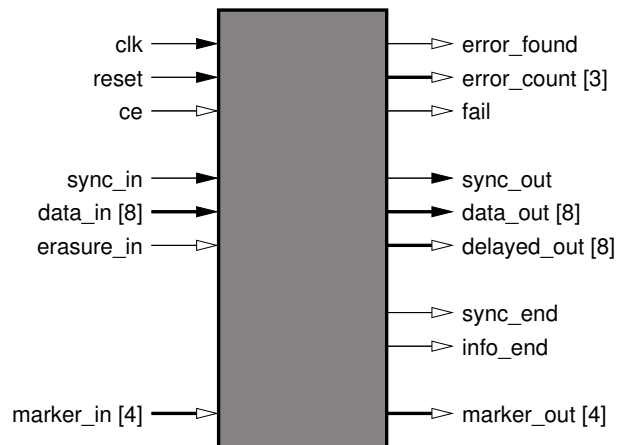 clk
reset
ce
sync_in
data_in [8]
erasure_in
marker_in [4]
error_found
error_count [3]
fail
sync_out
data_out [8]
delayed_out [8]
sync_end
info_end
marker_out [4]